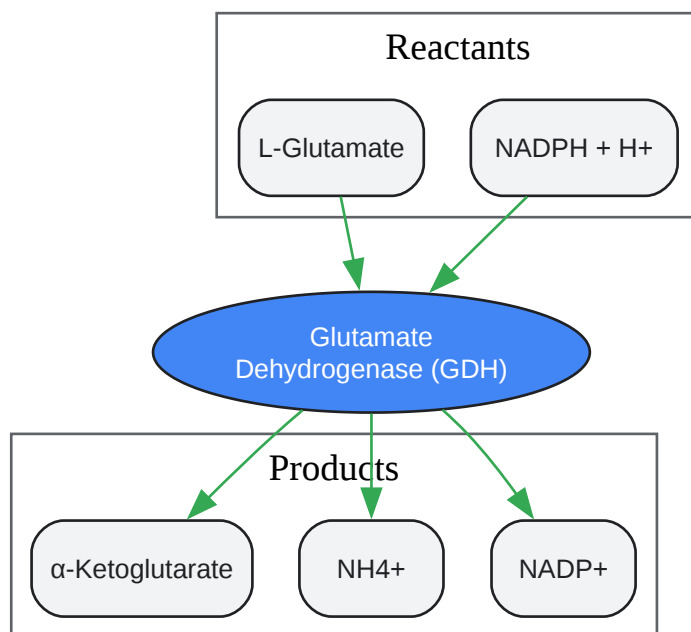 Reactants
L-Glutamate
NADPH + H+
Glutamate
Dehydrogenase (GDH)
Products
α-Ketoglutarate
NH4+
NADP+